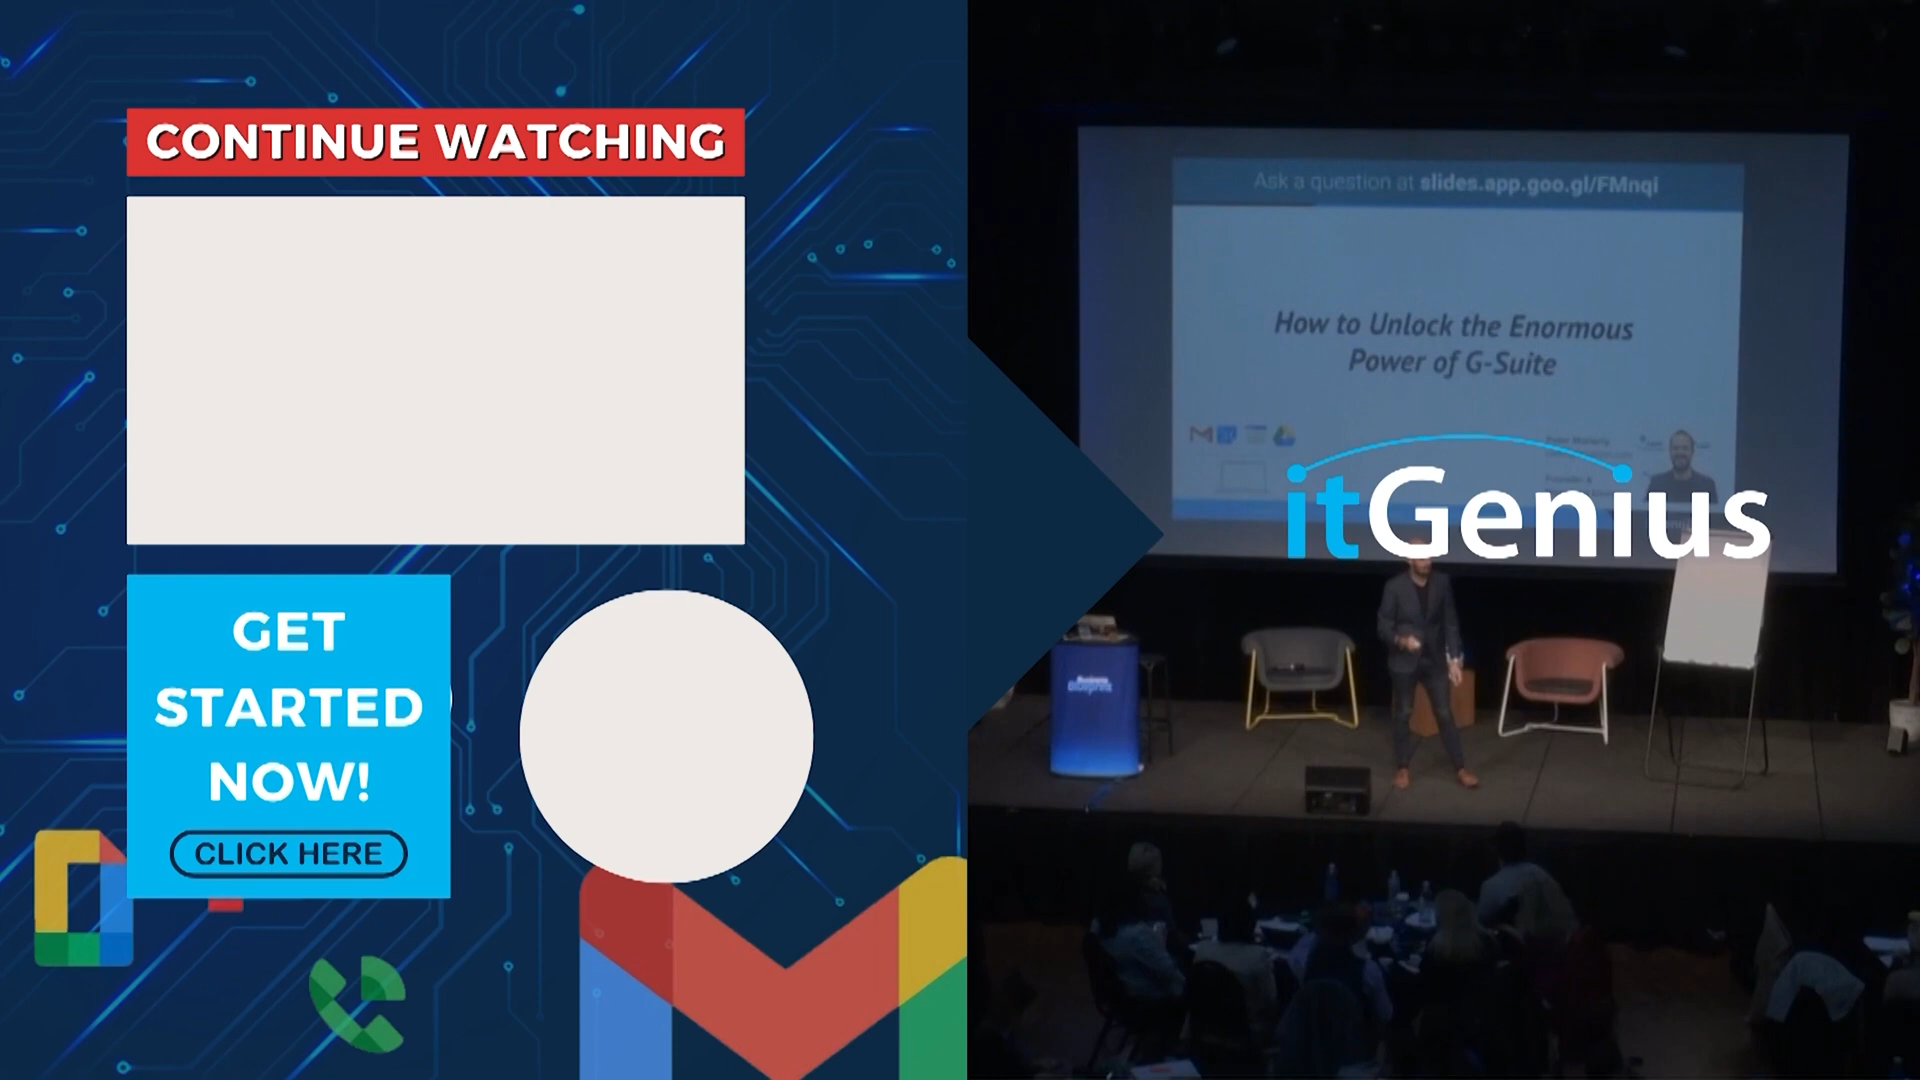 CONTINUE WATCHING
GET
STARTED
NOW!
CLICK HERE
Ask a question at slides.app.goo.gl/FMnqi
How to Unlock the Enormous
Power of G-Suite
itGenius